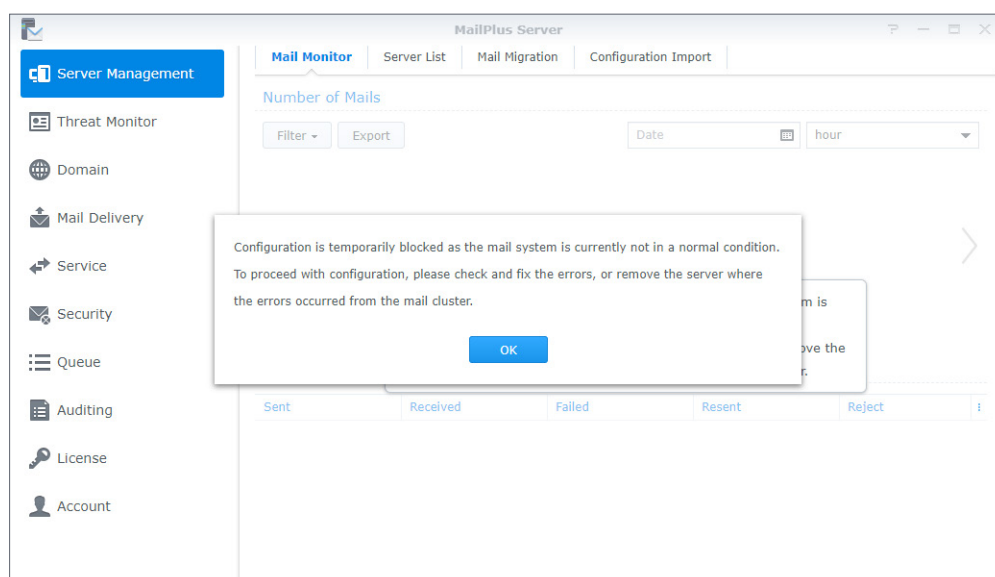 MailPlus Server
Server Management
Threat Monitor
Domain
Mail Delivery
Service
Security
Queue
Auditing
License
Account
Mail Monitor Server List Mail Migration Configuration Import
Number of Mails
Filter Export Date hour
Configuration is temporarily blocked as the mail system is currently not in a normal condition.
To proceed with configuration, please check and fix the errors, or remove the server where
the errors occurred from the mail cluster.
OK
m is
ove the
r.
Sent Received Failed Resent Reject